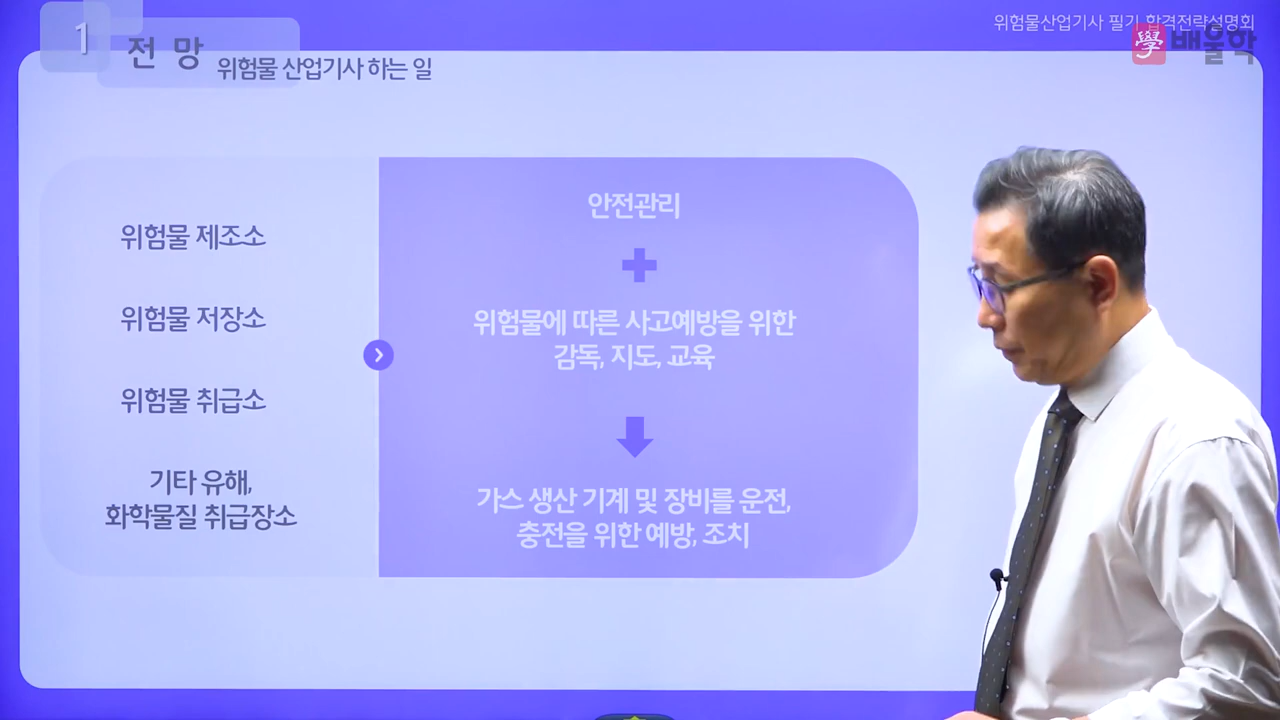 위험물산업기사 필기 합격전략설명회
學 배울학
1
전 망
위험물 산업기사 하는 일
위험물 제조소
위험물 저장소
위험물 취급소
기타 유해,
화학물질 취급장소
안전관리
위험물에 따른 사고예방을 위한
감독, 지도, 교육
가스 생산 기계 및 장비를 운전,
충전을 위한 예방, 조치